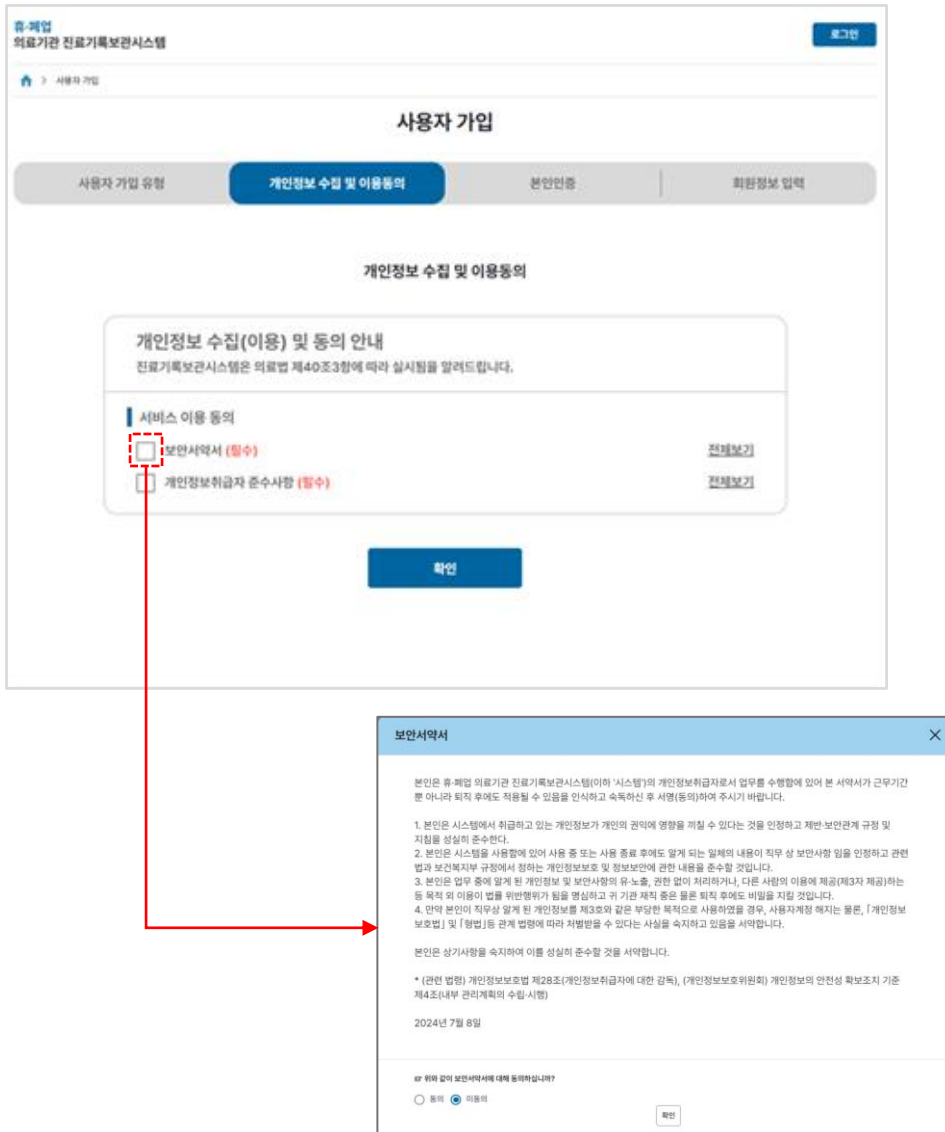 휴·폐업
의료기관 진료기록보관시스템
로그인
사용자 가입
사용자 가입
사용자 가입 유형
개인정보 수집 및 이용동의
본인인증
회원정보 입력
개인정보 수집 및 이용동의
개인정보 수집(이용) 및 동의 안내
진료기록보관시스템은 의료법 제40조3항에 따라 실시됨을 알려드립니다.
서비스 이용 동의
보안서약서 (필수)
전체보기
개인정보취급자 준수사항 (필수)
전체보기
확인
보안서약서
본인은 휴·폐업 의료기관 진료기록보관시스템(이하 '시스템')의 개인정보취급자로서 업무를 수행함에 있어 본 서약서가 근무기간
뿐 아니라 퇴직 후에도 적용될 수 있음을 인식하고 숙독하신 후 서명(동의)하여 주시기 바랍니다.
1. 본인은 시스템에서 취급하고 있는 개인정보가 개인의 권익에 영향을 끼칠 수 있다는 것을 인정하고 제반·보안관계 규정 및
지침을 성실히 준수한다.
2. 본인은 시스템을 사용함에 있어 사용 중 또는 사용 종료 후에도 알게 되는 일체의 내용이 직무 상 보안사항 임을 인정하고 관련
법과 보건복지부 규정에서 정하는 개인정보보호 및 정보보안에 관한 내용을 준수할 것입니다.
3. 본인은 업무 중에 알게 된 개인정보 및 보안사항의 유·노출, 권한 없이 처리하거나, 다른 사람의 이용에 제공(제3자 제공)하는
등 목적 외 이용이 법률 위반행위가 됨을 명심하고 귀 기관 재직 중은 물론 퇴직 후에도 비밀을 지킬 것입니다.
4. 만약 본인이 직무상 알게 된 개인정보를 제3호와 같은 부당한 목적으로 사용하였을 경우, 사용자계정 해지는 물론, 「개인정보
보호법」 및 「형법」등 관계 법령에 따라 처벌받을 수 있다는 사실을 숙지하고 있음을 서약합니다.
본인은 상기사항을 숙지하여 이를 성실히 준수할 것을 서약합니다.
* (관련 법령) 개인정보보호법 제28조(개인정보취급자에 대한 감독), (개인정보보호위원회) 개인정보의 안전성 확보조치 기준
제4조(내부 관리계획의 수립·시행)
2024년 7월 8일
☞ 위와 같이 보안서약서에 대해 동의하십니까?
동의 미동의
확인